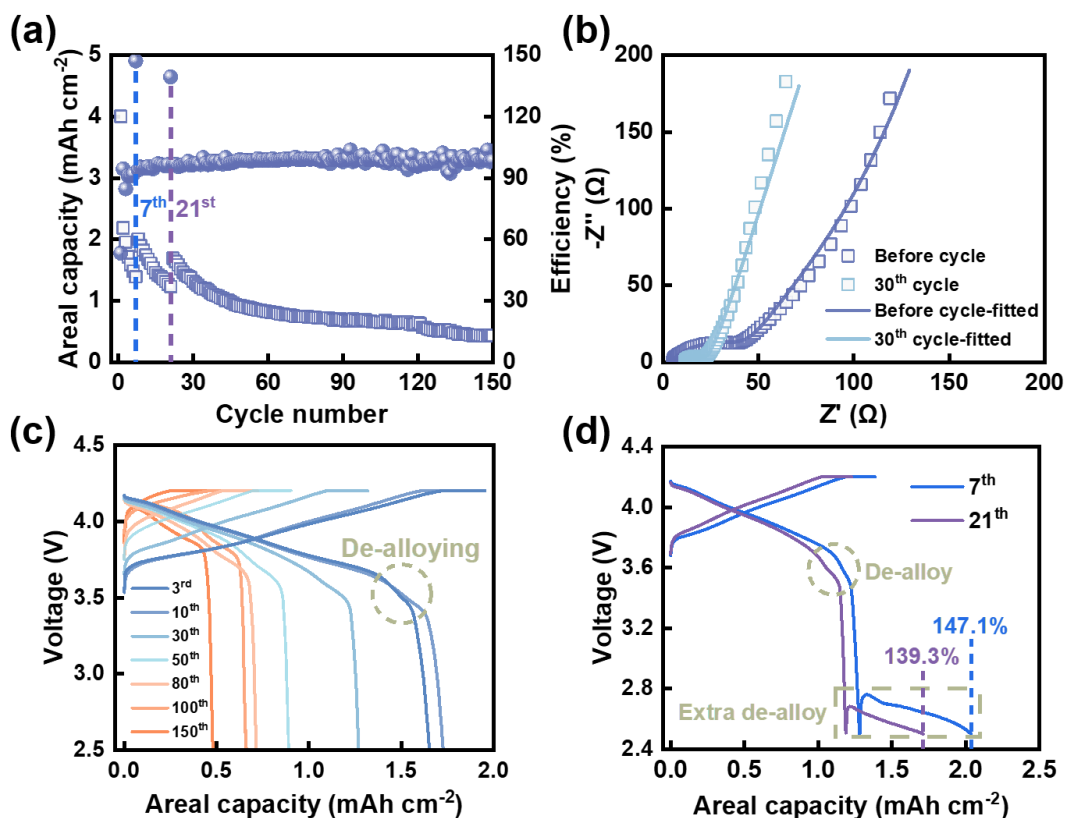 (a)
5
4
3
2
1
0
Areal capacity (mAh cm⁻²)
150
120
90
60
30
0
Efficiency (%)
7ᵗʰ
21ˢᵗ
0 30 60 90 120 150
Cycle number
(b)
200
150
100
50
0
-Z'' (Ω)
Before cycle
30ᵗʰ cycle
Before cycle-fitted
30ᵗʰ cycle-fitted
0 50 100 150 200
Z' (Ω)
(c)
4.5
4.0
3.5
3.0
2.5
Voltage (V)
De-alloying
3ʳᵈ
10ᵗʰ
30ᵗʰ
50ᵗʰ
80ᵗʰ
100ᵗʰ
150ᵗʰ
0.0 0.5 1.0 1.5 2.0
Areal capacity (mAh cm⁻²)
(d)
4.4
4.0
3.6
3.2
2.8
2.4
Voltage (V)
7ᵗʰ
21ᵗʰ
De-alloy
147.1%
139.3%
Extra de-alloy
0.0 0.5 1.0 1.5 2.0 2.5
Areal capacity (mAh cm⁻²)